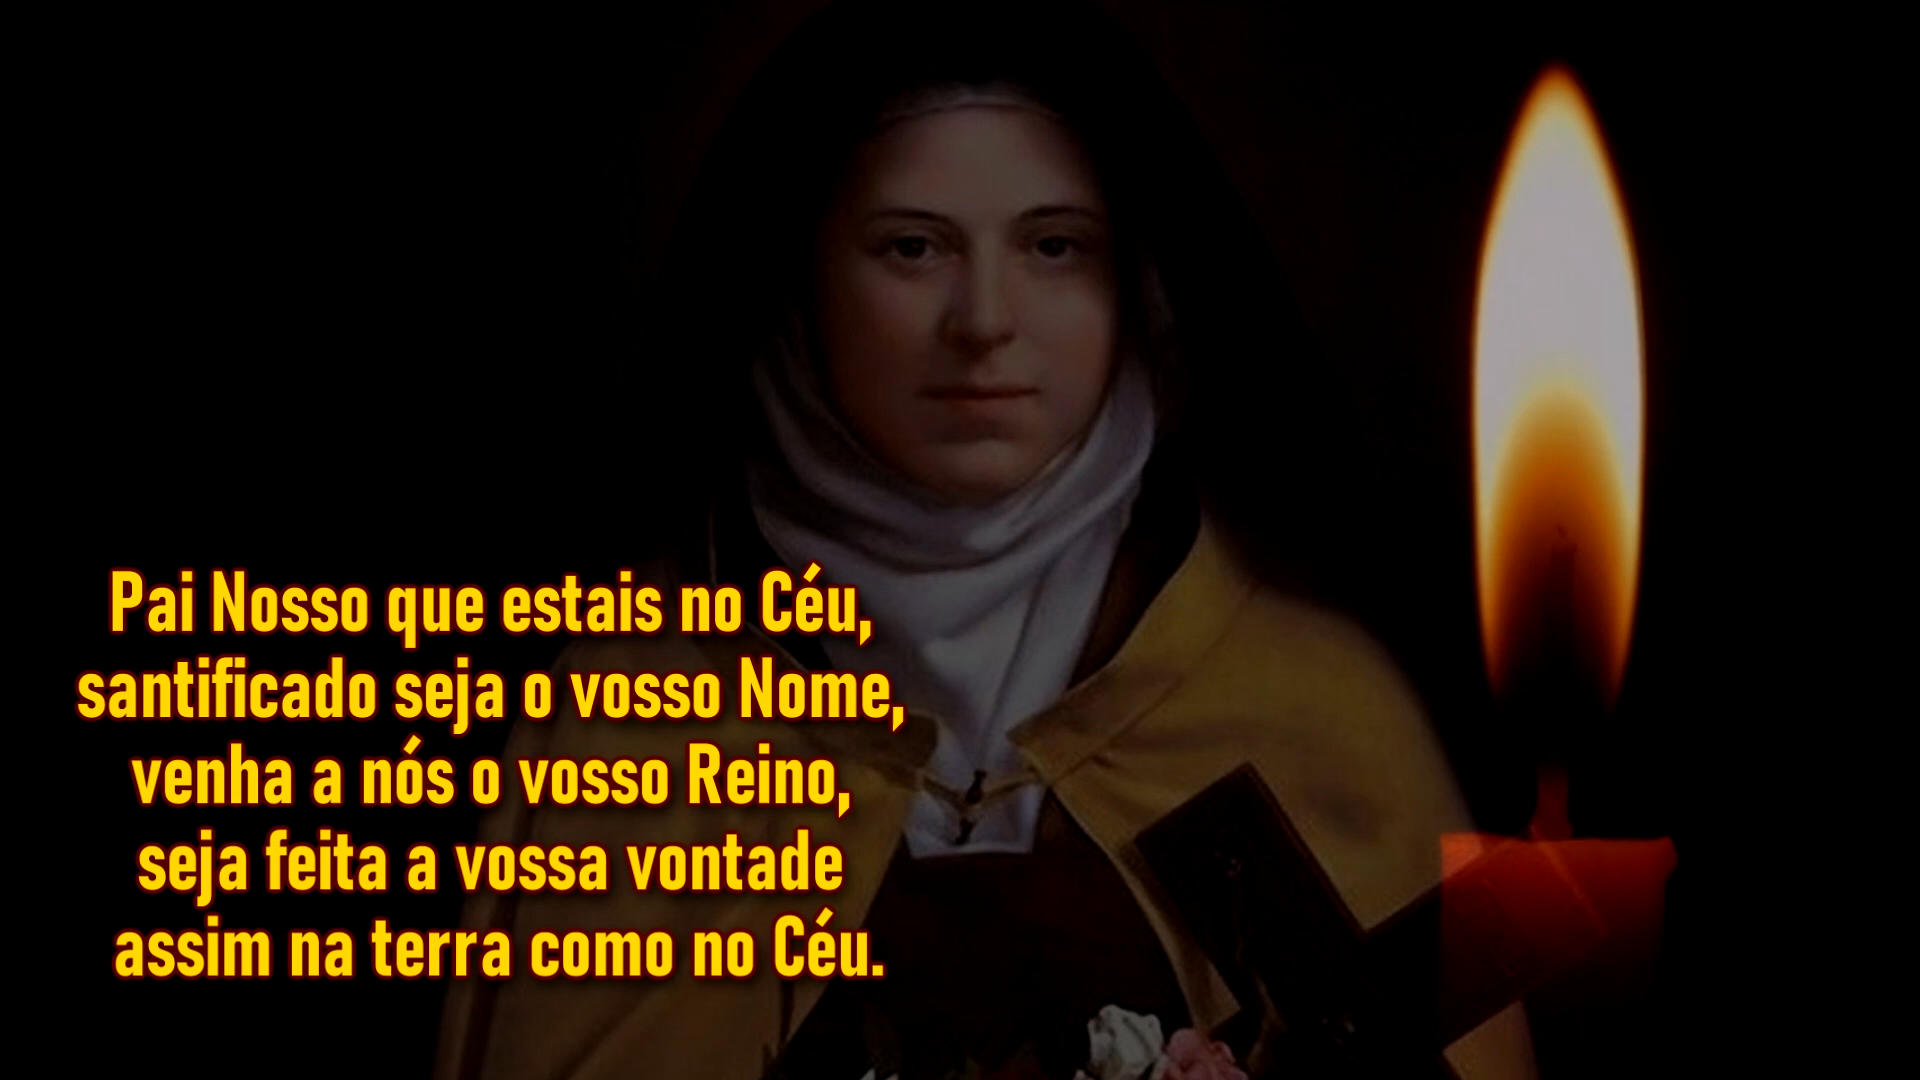 Pai Nosso que estais no Céu,
santificado seja o vosso Nome,
venha a nós o vosso Reino,
seja feita a vossa vontade
assim na terra como no Céu.